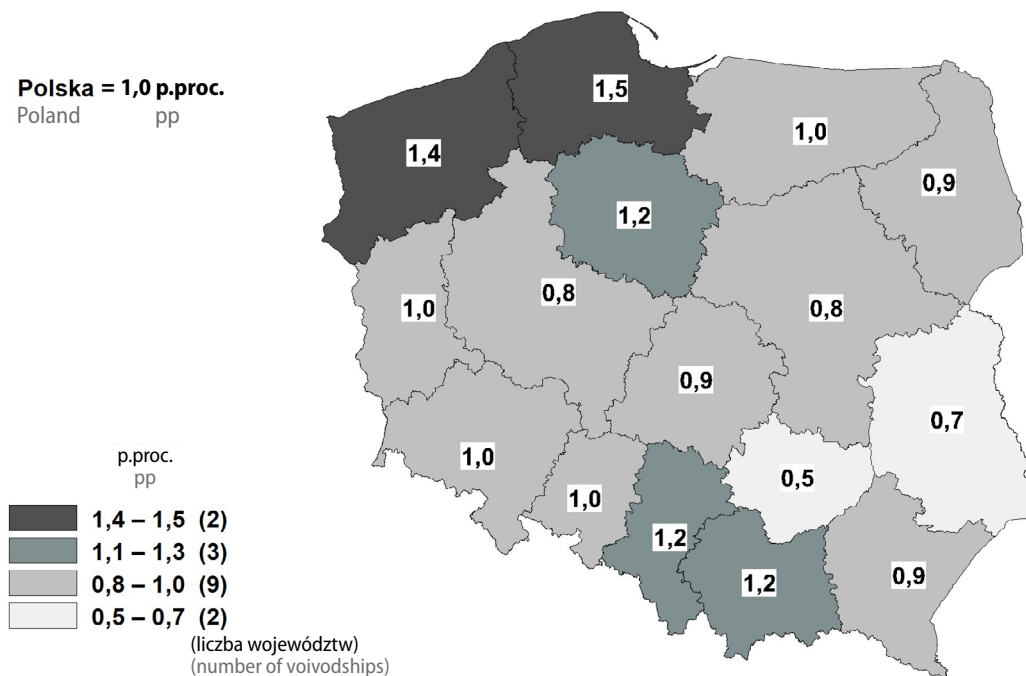 Polska = 1,0 p.proc.
Poland pp
1,5
1,4
1,0
0,9
1,2
1,0
0,8
0,8
0,9
0,7
1,0
0,5
1,0
1,2
1,2
0,9
p.proc.
pp
1,4 – 1,5 (2)
1,1 – 1,3 (3)
0,8 – 1,0 (9)
0,5 – 0,7 (2)
(liczba województw)
(number of voivodships)